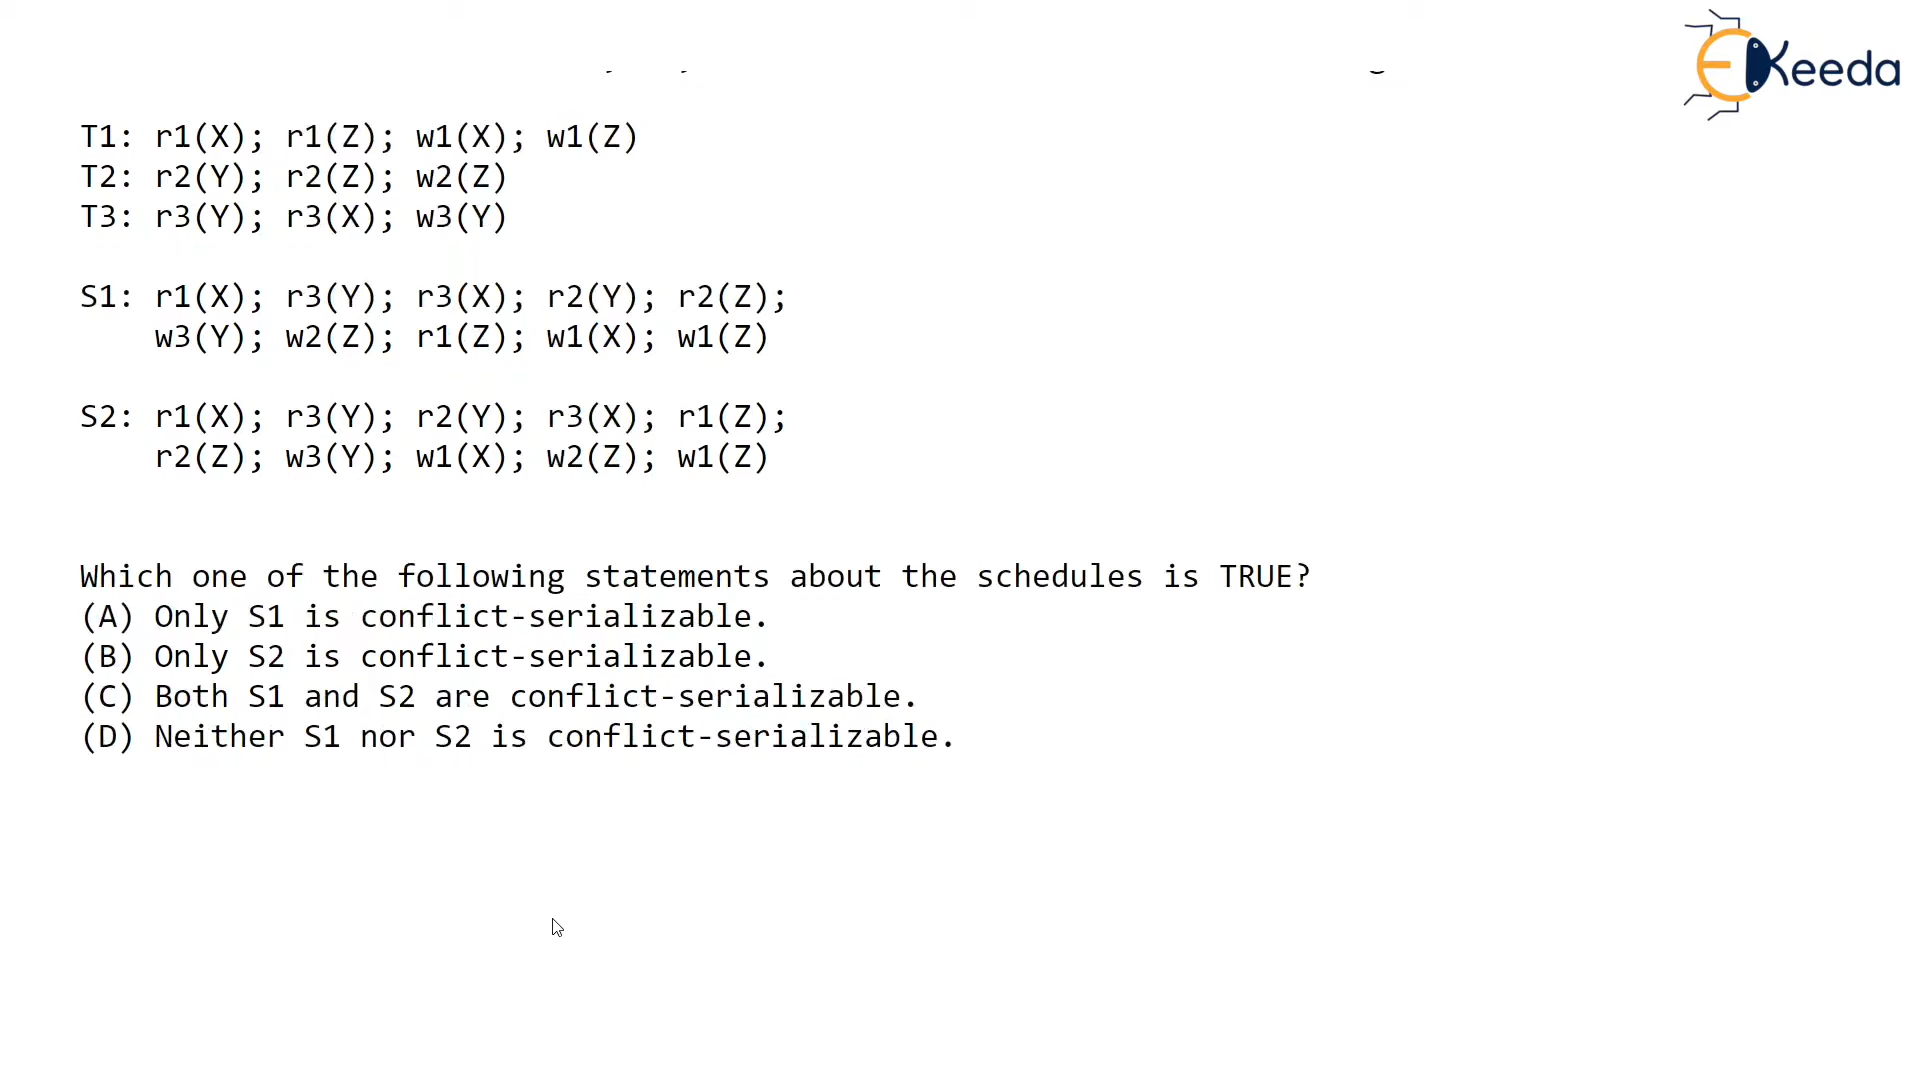 EKeeda
T1: r1(X); r1(Z); w1(X); w1(Z)
T2: r2(Y); r2(Z); w2(Z)
T3: r3(Y); r3(X); w3(Y)
S1: r1(X); r3(Y); r3(X); r2(Y); r2(Z);
w3(Y); w2(Z); r1(Z); w1(X); w1(Z)
S2: r1(X); r3(Y); r2(Y); r3(X); r1(Z);
r2(Z); w3(Y); w1(X); w2(Z); w1(Z)
Which one of the following statements about the schedules is TRUE?
(A) Only S1 is conflict-serializable.
(B) Only S2 is conflict-serializable.
(C) Both S1 and S2 are conflict-serializable.
(D) Neither S1 nor S2 is conflict-serializable.